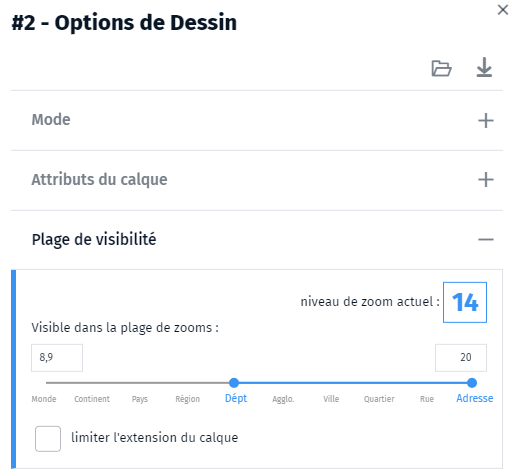 #2 - Options de Dessin
Mode
Attributs du calque
Plage de visibilité
niveau de zoom actuel : 14
Visible dans la plage de zooms :
8,9 20
Monde Continent Pays Région Dépt Agglo. Ville Quartier Rue Adresse
limiter l'extension du calque